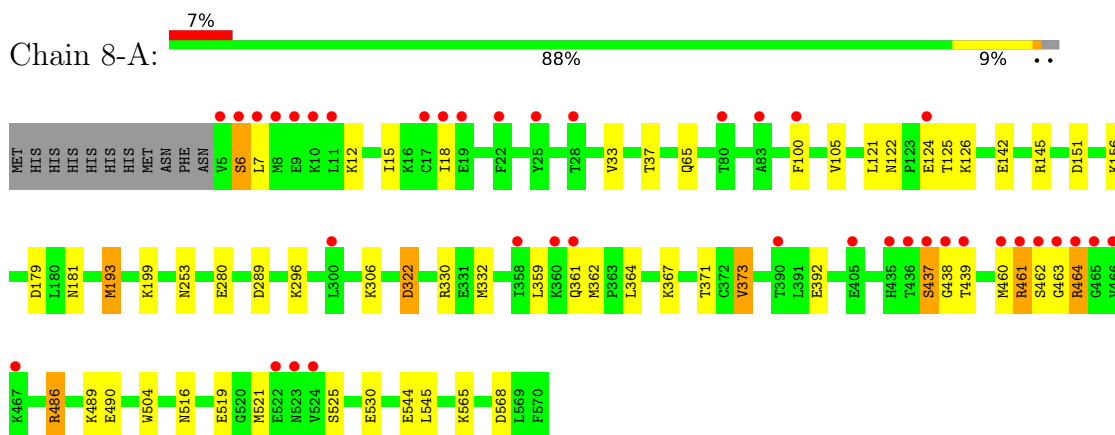 7%
Chain 8-A:
88% 9% • •
MET HIS HIS HIS HIS HIS HIS MET ASN PHE ASN V5 S6 L7 M8 E9 K10 L11 K12 I15 K16 C17 I18 E19 F22 Y25 T28 V33 T37 Q65 T80 A83 F100 V105 L121 N122 P123 E124 T125 K126 E142 R145 D151 K156
D179 L180 N181 M193 K199 N253 E280 D289 K296 L300 K306 D322 R330 E331 M332 I358 L359 K360 Q361 M362 P363 L364 K367 T371 C372 V373 T390 L391 E392 E405 H435 T436 S437 G438 T439 M460 R461 S462 G463 R464 G465 V466
K467 R486 K489 E490 W504 N516 E519 G520 M521 E522 N523 V524 S525 E530 E544 L545 K565 D568 L569 F570